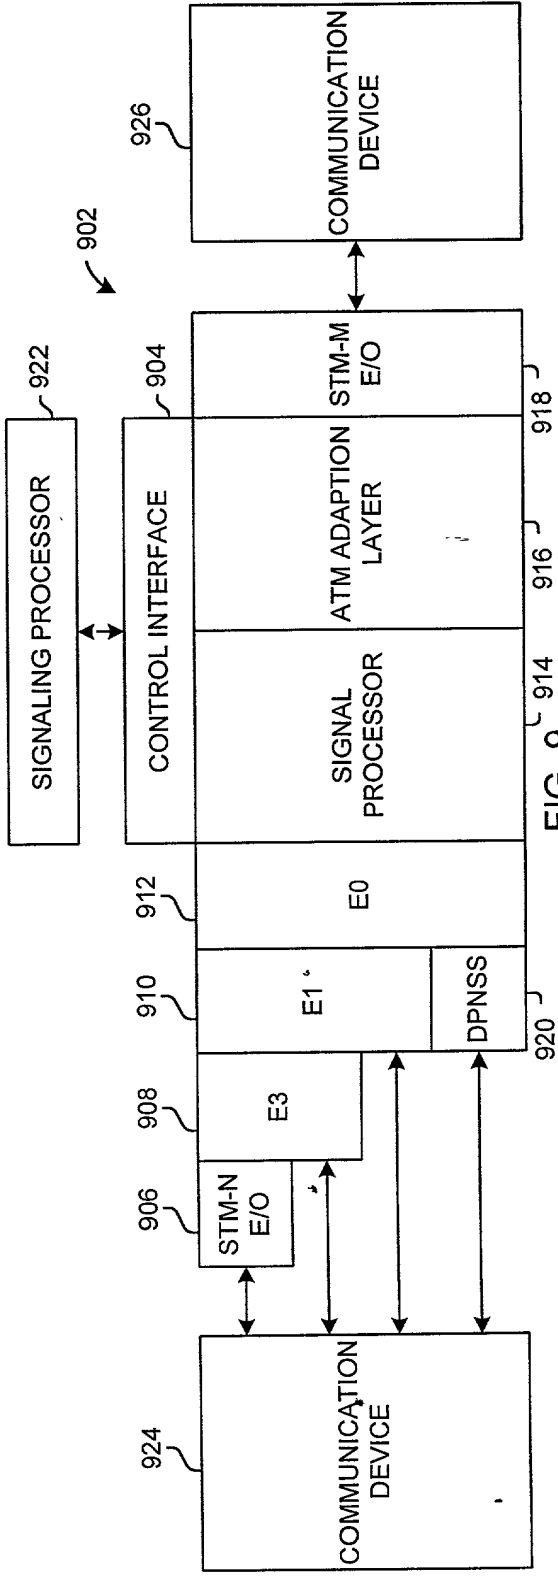 SIGNALING PROCESSOR
922
902
926
CONTROL INTERFACE
904
924
906
908
910
912
COMMUNICATION
DEVICE
STM-N
E/O
E3
E1
DPNSS
E0
SIGNAL
PROCESSOR
ATM ADAPTION
LAYER
STM-M
E/O
COMMUNICATION
DEVICE
920
914
916
918
FIG. 9